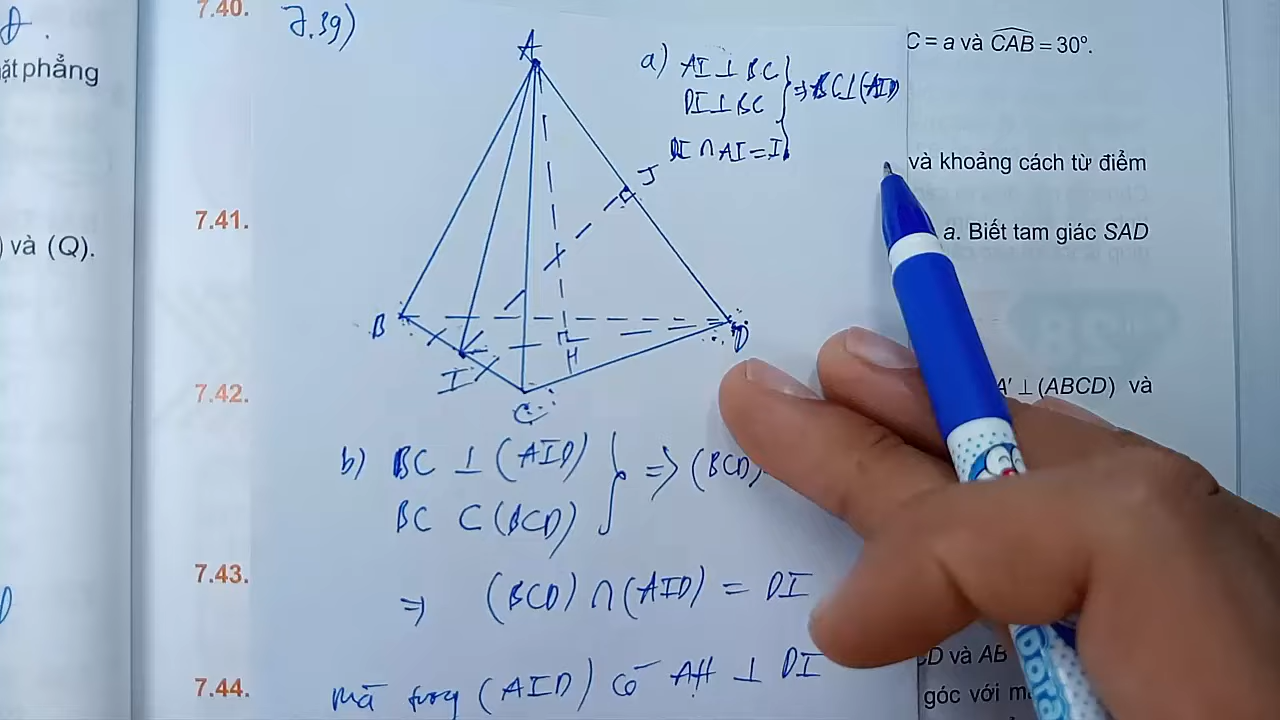 7.40.
7.39)
ặt phẳng
) và (Q).
C = a và CAB = 30°.
a) AI ⊥ BC
DI ⊥ BC
DI ∩ AI = I
} ⇒ BC ⊥ (AID)
và khoảng cách từ điểm
7.41.
a. Biết tam giác SAD
A
J
B
D
I
H
C
7.42.
A' ⊥ (ABCD) và
b) BC ⊥ (AID)
BC ⊂ (BCD)
} ⇒ (BCD)
7.43.
⇒ (BCD) ∩ (AID) = DI
CD và AB
7.44.
mà trong (AID) có AH ⊥ DI
góc với m